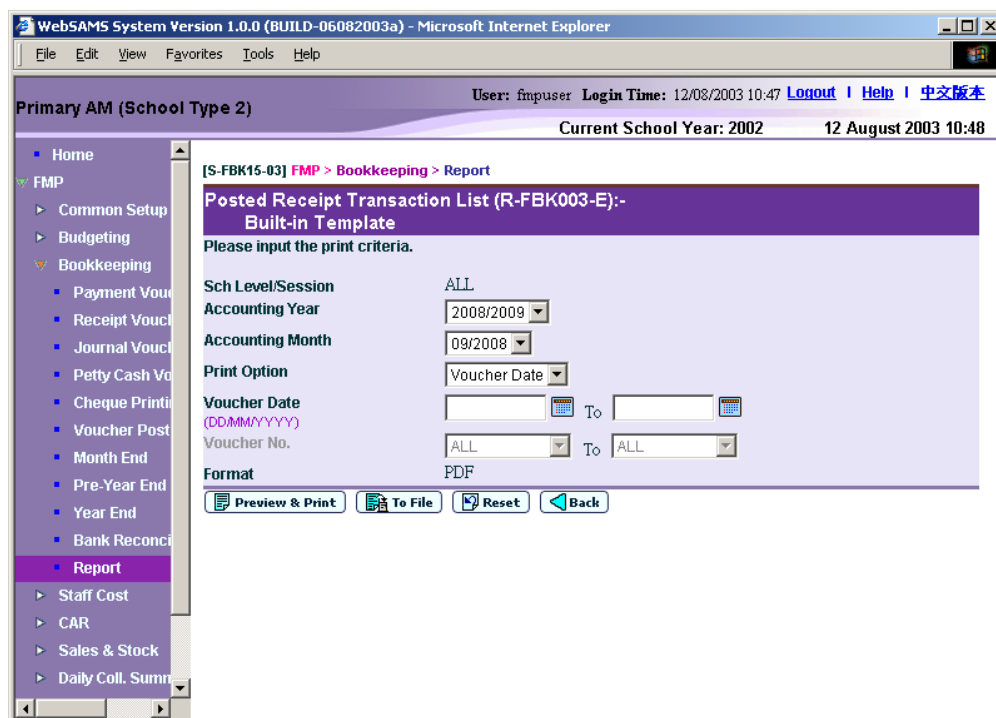 WebSAMS System Version 1.0.0 (BUILD-06082003a) - Microsoft Internet Explorer
File Edit View Favorites Tools Help
Primary AM (School Type 2)
User: fmpuser Login Time: 12/08/2003 10:47 Logout | Help | 中文版本
Current School Year: 2002 12 August 2003 10:48
Home
FMP
Common Setup
Budgeting
Bookkeeping
Payment Vou
Receipt Voucl
Journal Voucl
Petty Cash Vo
Cheque Printi
Voucher Post
Month End
Pre-Year End
Year End
Bank Reconci
Report
Staff Cost
CAR
Sales & Stock
Daily Coll. Summ
[S-FBK15-03] FMP > Bookkeeping > Report
Posted Receipt Transaction List (R-FBK003-E):-
Built-in Template
Please input the print criteria.
Sch Level/Session ALL
Accounting Year 2008/2009
Accounting Month 09/2008
Print Option Voucher Date
Voucher Date To
(DD/MM/YYYY)
Voucher No. ALL To ALL
Format PDF
Preview & Print To File Reset Back